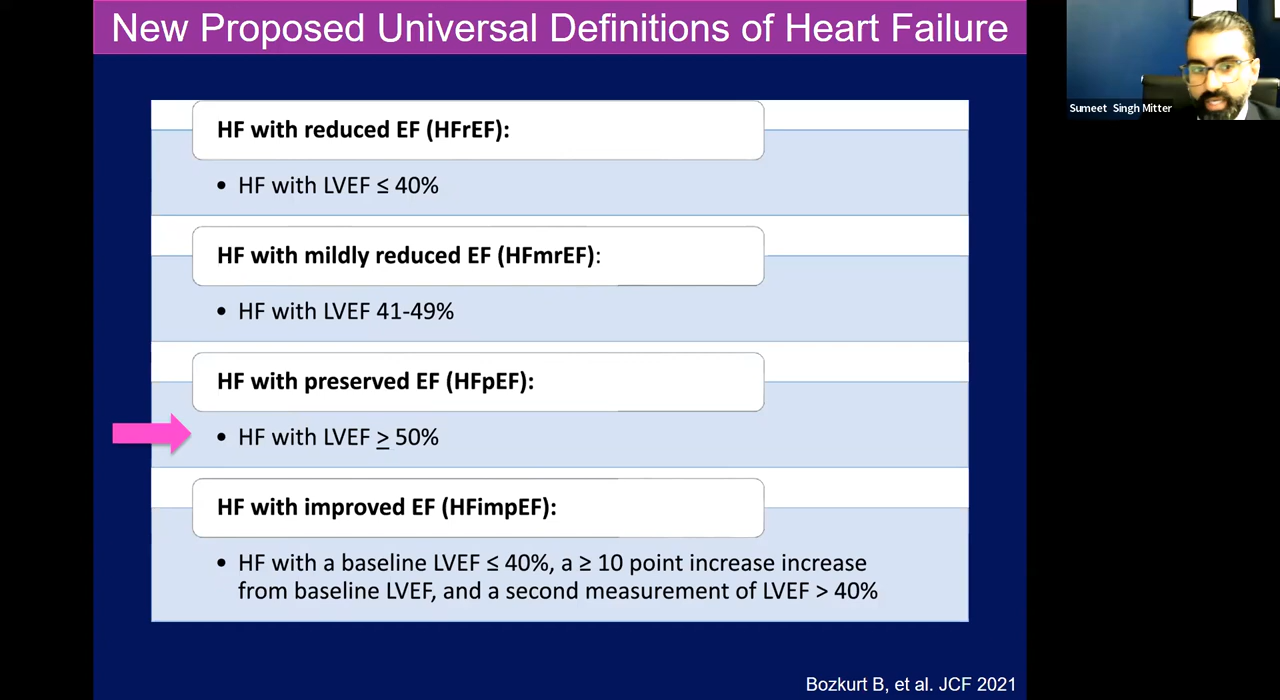 New Proposed Universal Definitions of Heart Failure
Sumeet Singh Mitter
HF with reduced EF (HFrEF):
• HF with LVEF ≤ 40%
HF with mildly reduced EF (HFmrEF):
• HF with LVEF 41-49%
HF with preserved EF (HFpEF):
• HF with LVEF ≥ 50%
HF with improved EF (HFimpEF):
• HF with a baseline LVEF ≤ 40%, a ≥ 10 point increase increase
from baseline LVEF, and a second measurement of LVEF > 40%
Bozkurt B, et al. JCF 2021